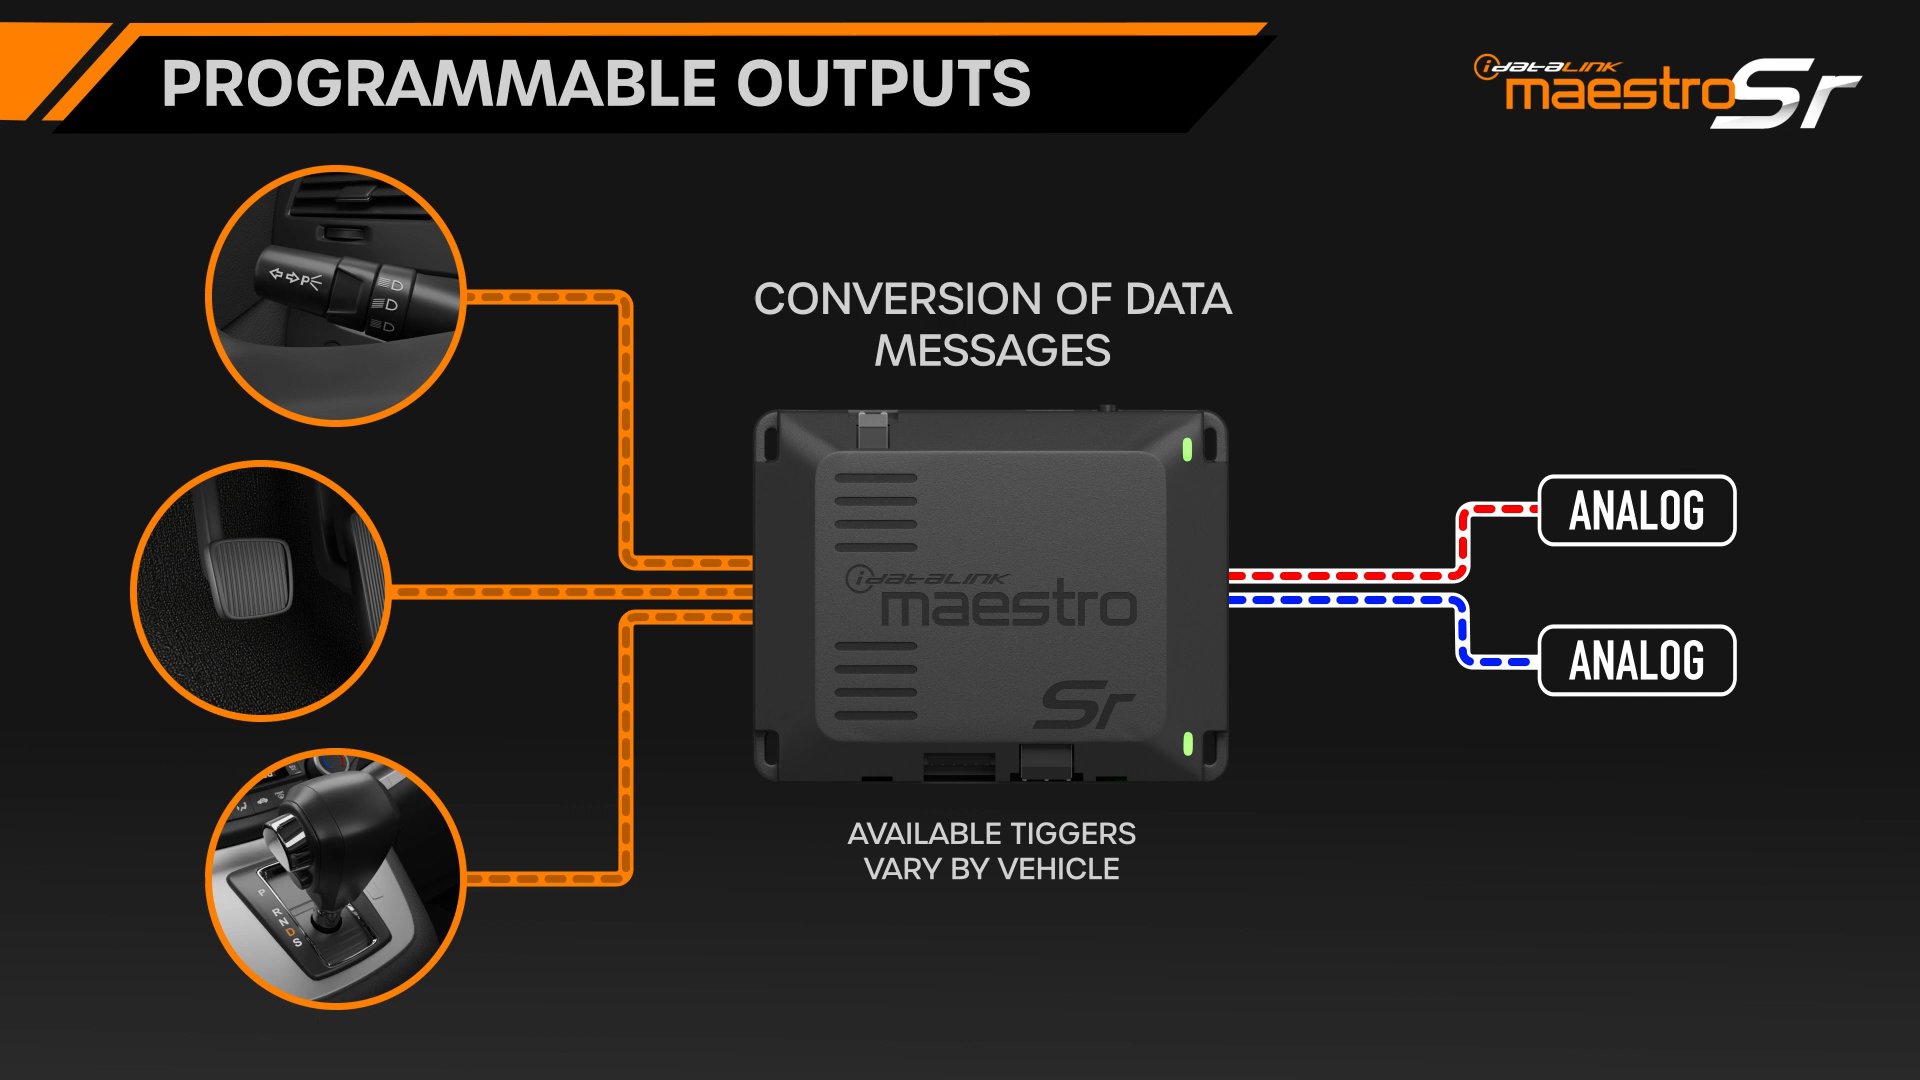 PROGRAMMABLE OUTPUTS
iDataLINK
maestro Sr
P
CONVERSION OF DATA
MESSAGES
iDataLINK
maestro
Sr
ANALOG
ANALOG
AVAILABLE TIGGERS
VARY BY VEHICLE
P
R
N
D
S